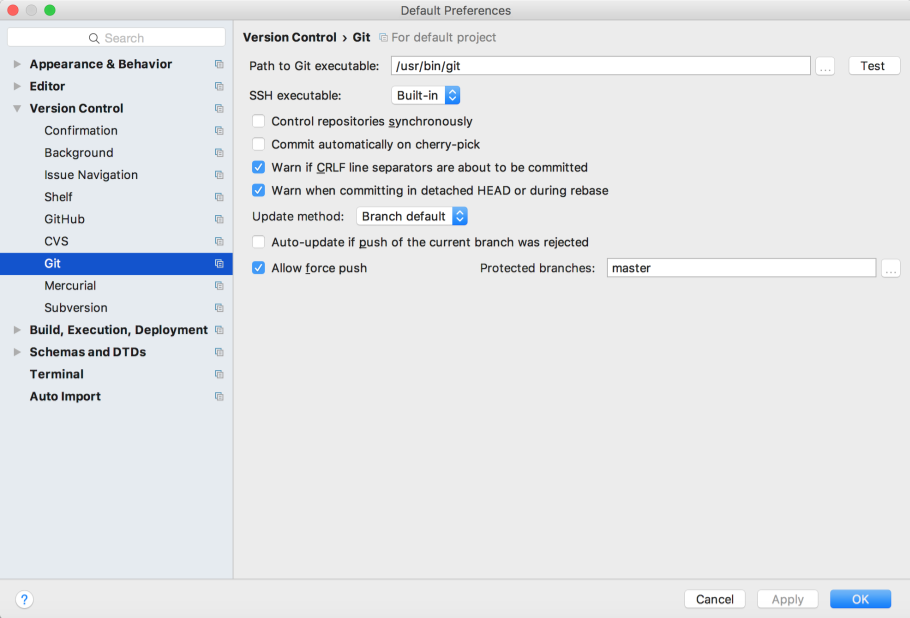 Default Preferences
Search
Appearance & Behavior
Editor
Version Control
Confirmation
Background
Issue Navigation
Shelf
GitHub
CVS
Git
Mercurial
Subversion
Build, Execution, Deployment
Schemas and DTDs
Terminal
Auto Import
Version Control › Git For default project
Path to Git executable: /usr/bin/git ... Test
SSH executable: Built-in
Control repositories synchronously
Commit automatically on cherry-pick
Warn if CRLF line separators are about to be committed
Warn when committing in detached HEAD or during rebase
Update method: Branch default
Auto-update if push of the current branch was rejected
Allow force push Protected branches: master ...
? Cancel Apply OK